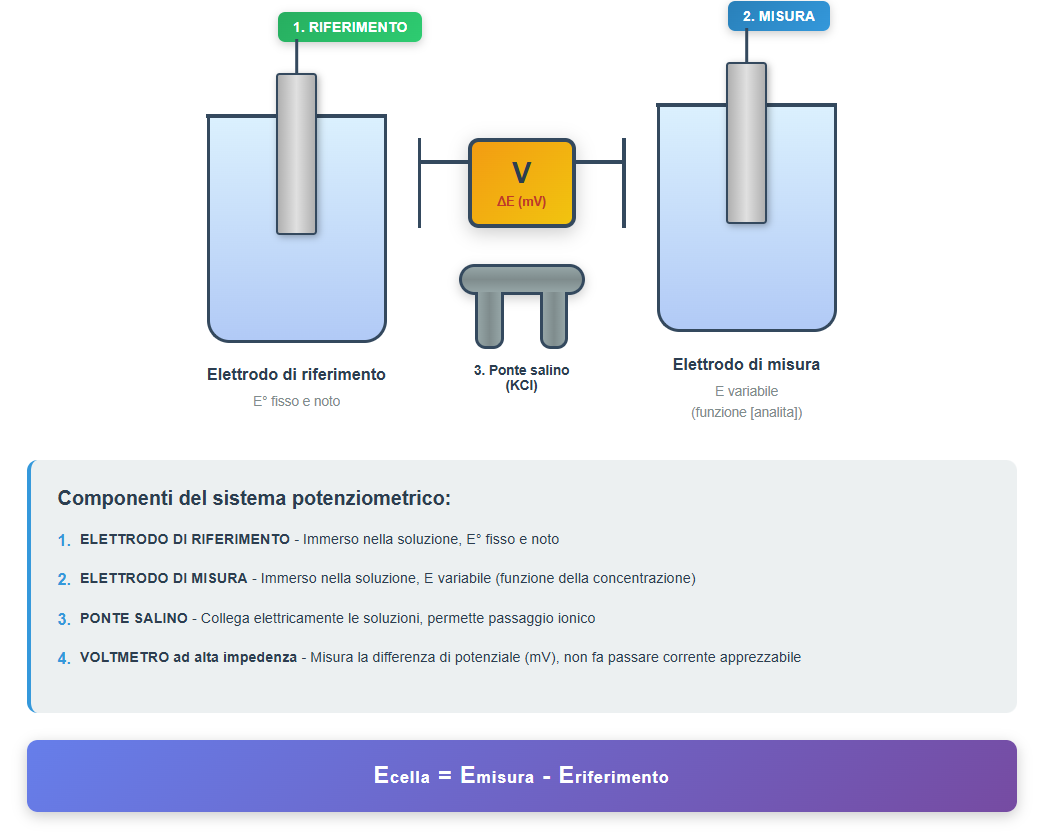 1. RIFERIMENTO
2. MISURA
V
ΔE (mV)
Elettrodo di riferimento
E° fisso e noto
3. Ponte salino
(KCl)
Elettrodo di misura
E variabile
(funzione [analita])
Componenti del sistema potenziometrico:
1. ELETTRODO DI RIFERIMENTO - Immerso nella soluzione, E° fisso e noto
2. ELETTRODO DI MISURA - Immerso nella soluzione, E variabile (funzione della concentrazione)
3. PONTE SALINO - Collega elettricamente le soluzioni, permette passaggio ionico
4. VOLTMETRO ad alta impedenza - Misura la differenza di potenziale (mV), non fa passare corrente apprezzabile
Ecella = Emisura - Eriferimento